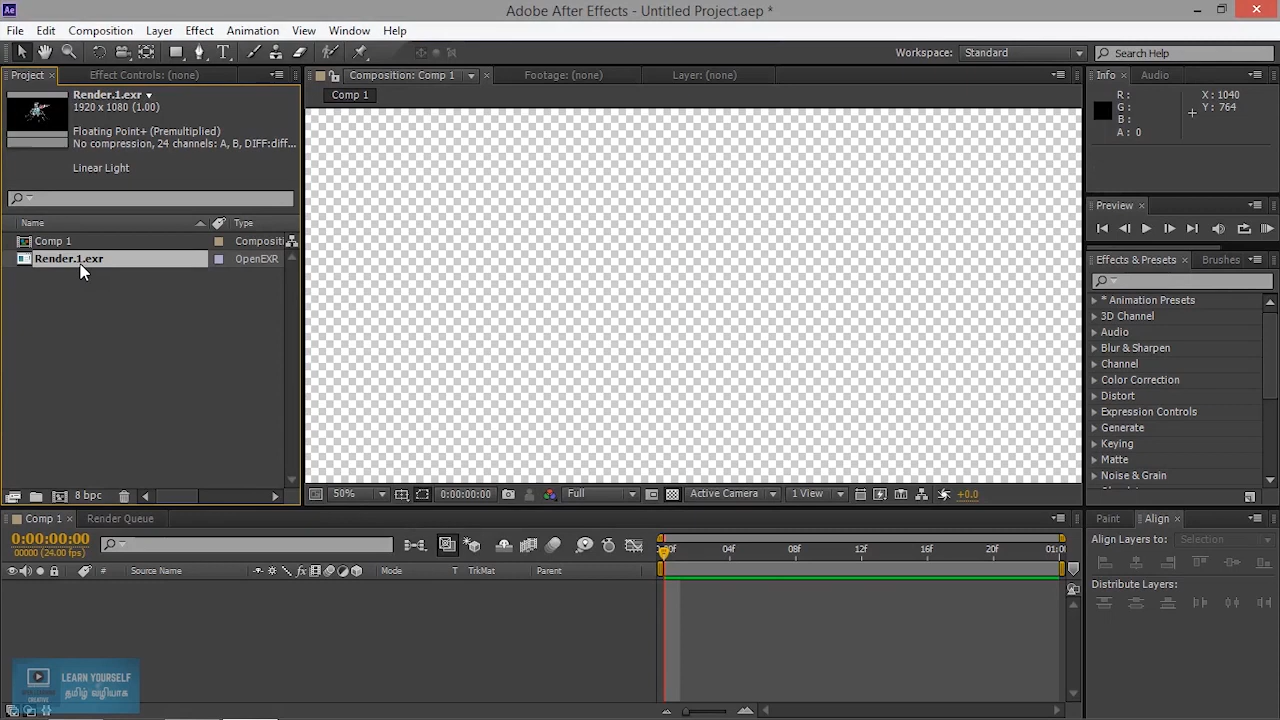 Ae Adobe After Effects - Untitled Project.aep *
File Edit Composition Layer Effect Animation View Window Help
Workspace: Standard Search Help
Project Effect Controls: (none) Composition: Comp 1 Footage: (none) Layer: (none) Info Audio
Render.1.exr
1920 x 1080 (1.00)
Floating Point+ (Premultiplied)
No compression, 24 channels: A, B, DIFF:diff...
Linear Light
Comp 1
R :
G :
B :
A : 0
X : 1040
Y : 764
Preview
Name Type
Comp 1 Composit
Render.1.exr OpenEXR
Effects & Presets Brushes
* Animation Presets
3D Channel
Audio
Blur & Sharpen
Channel
Color Correction
Distort
Expression Controls
Generate
Keying
Matte
Noise & Grain
8 bpc
50% 0:00:00:00 Full Active Camera 1 View +0.0
Comp 1 Render Queue
Paint Align
0:00:00:00
00000 (24.00 fps)
04F 08F 12F 16F 20F 01:0
Align Layers to: Selection
# Source Name Mode T TrkMat Parent
Distribute Layers:
LEARN YOURSELF
தமிழ் வழியாக
CREATIVE